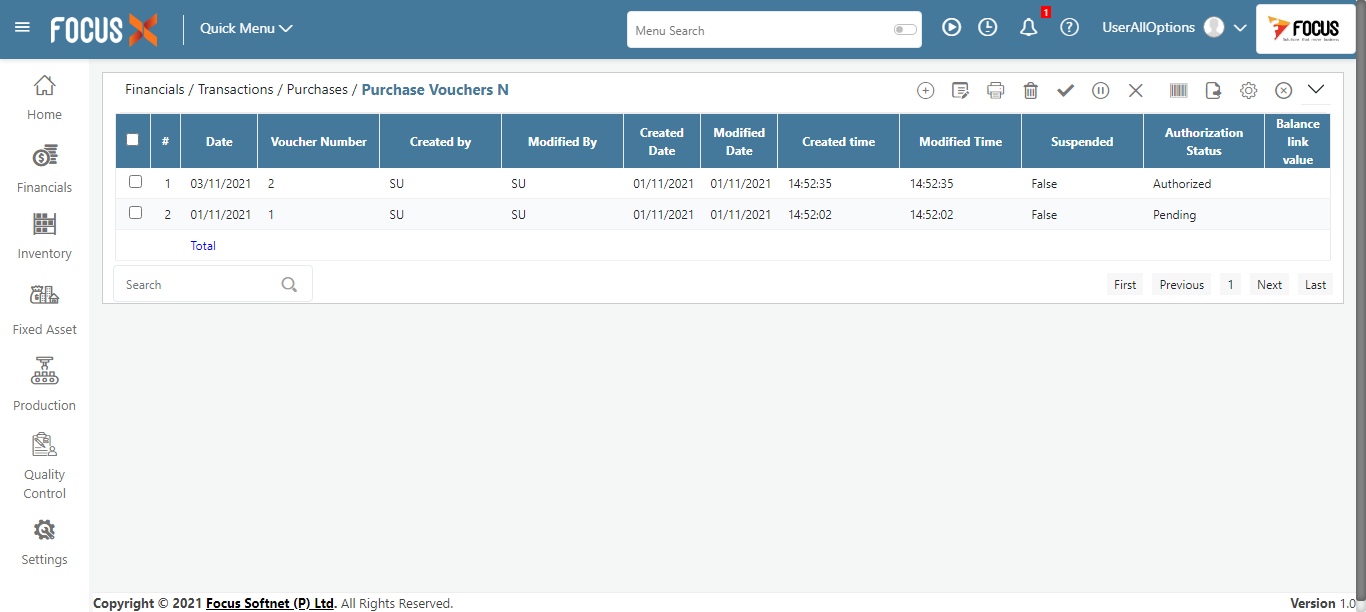 FOCUS X
Quick Menu
Menu Search
1
UserAllOptions
FOCUS
Home
Financials
Inventory
Fixed Asset
Production
Quality
Control
Settings
Financials / Transactions / Purchases / Purchase Vouchers N
# Date Voucher Number Created by Modified By Created Date Modified Date Created time Modified Time Suspended Authorization Status Balance link value
1 03/11/2021 2 SU SU 01/11/2021 01/11/2021 14:52:35 14:52:35 False Authorized
2 01/11/2021 1 SU SU 01/11/2021 01/11/2021 14:52:02 14:52:02 False Pending
Total
Search
First Previous 1 Next Last
Copyright © 2021 Focus Softnet (P) Ltd. All Rights Reserved.
Version 1.0